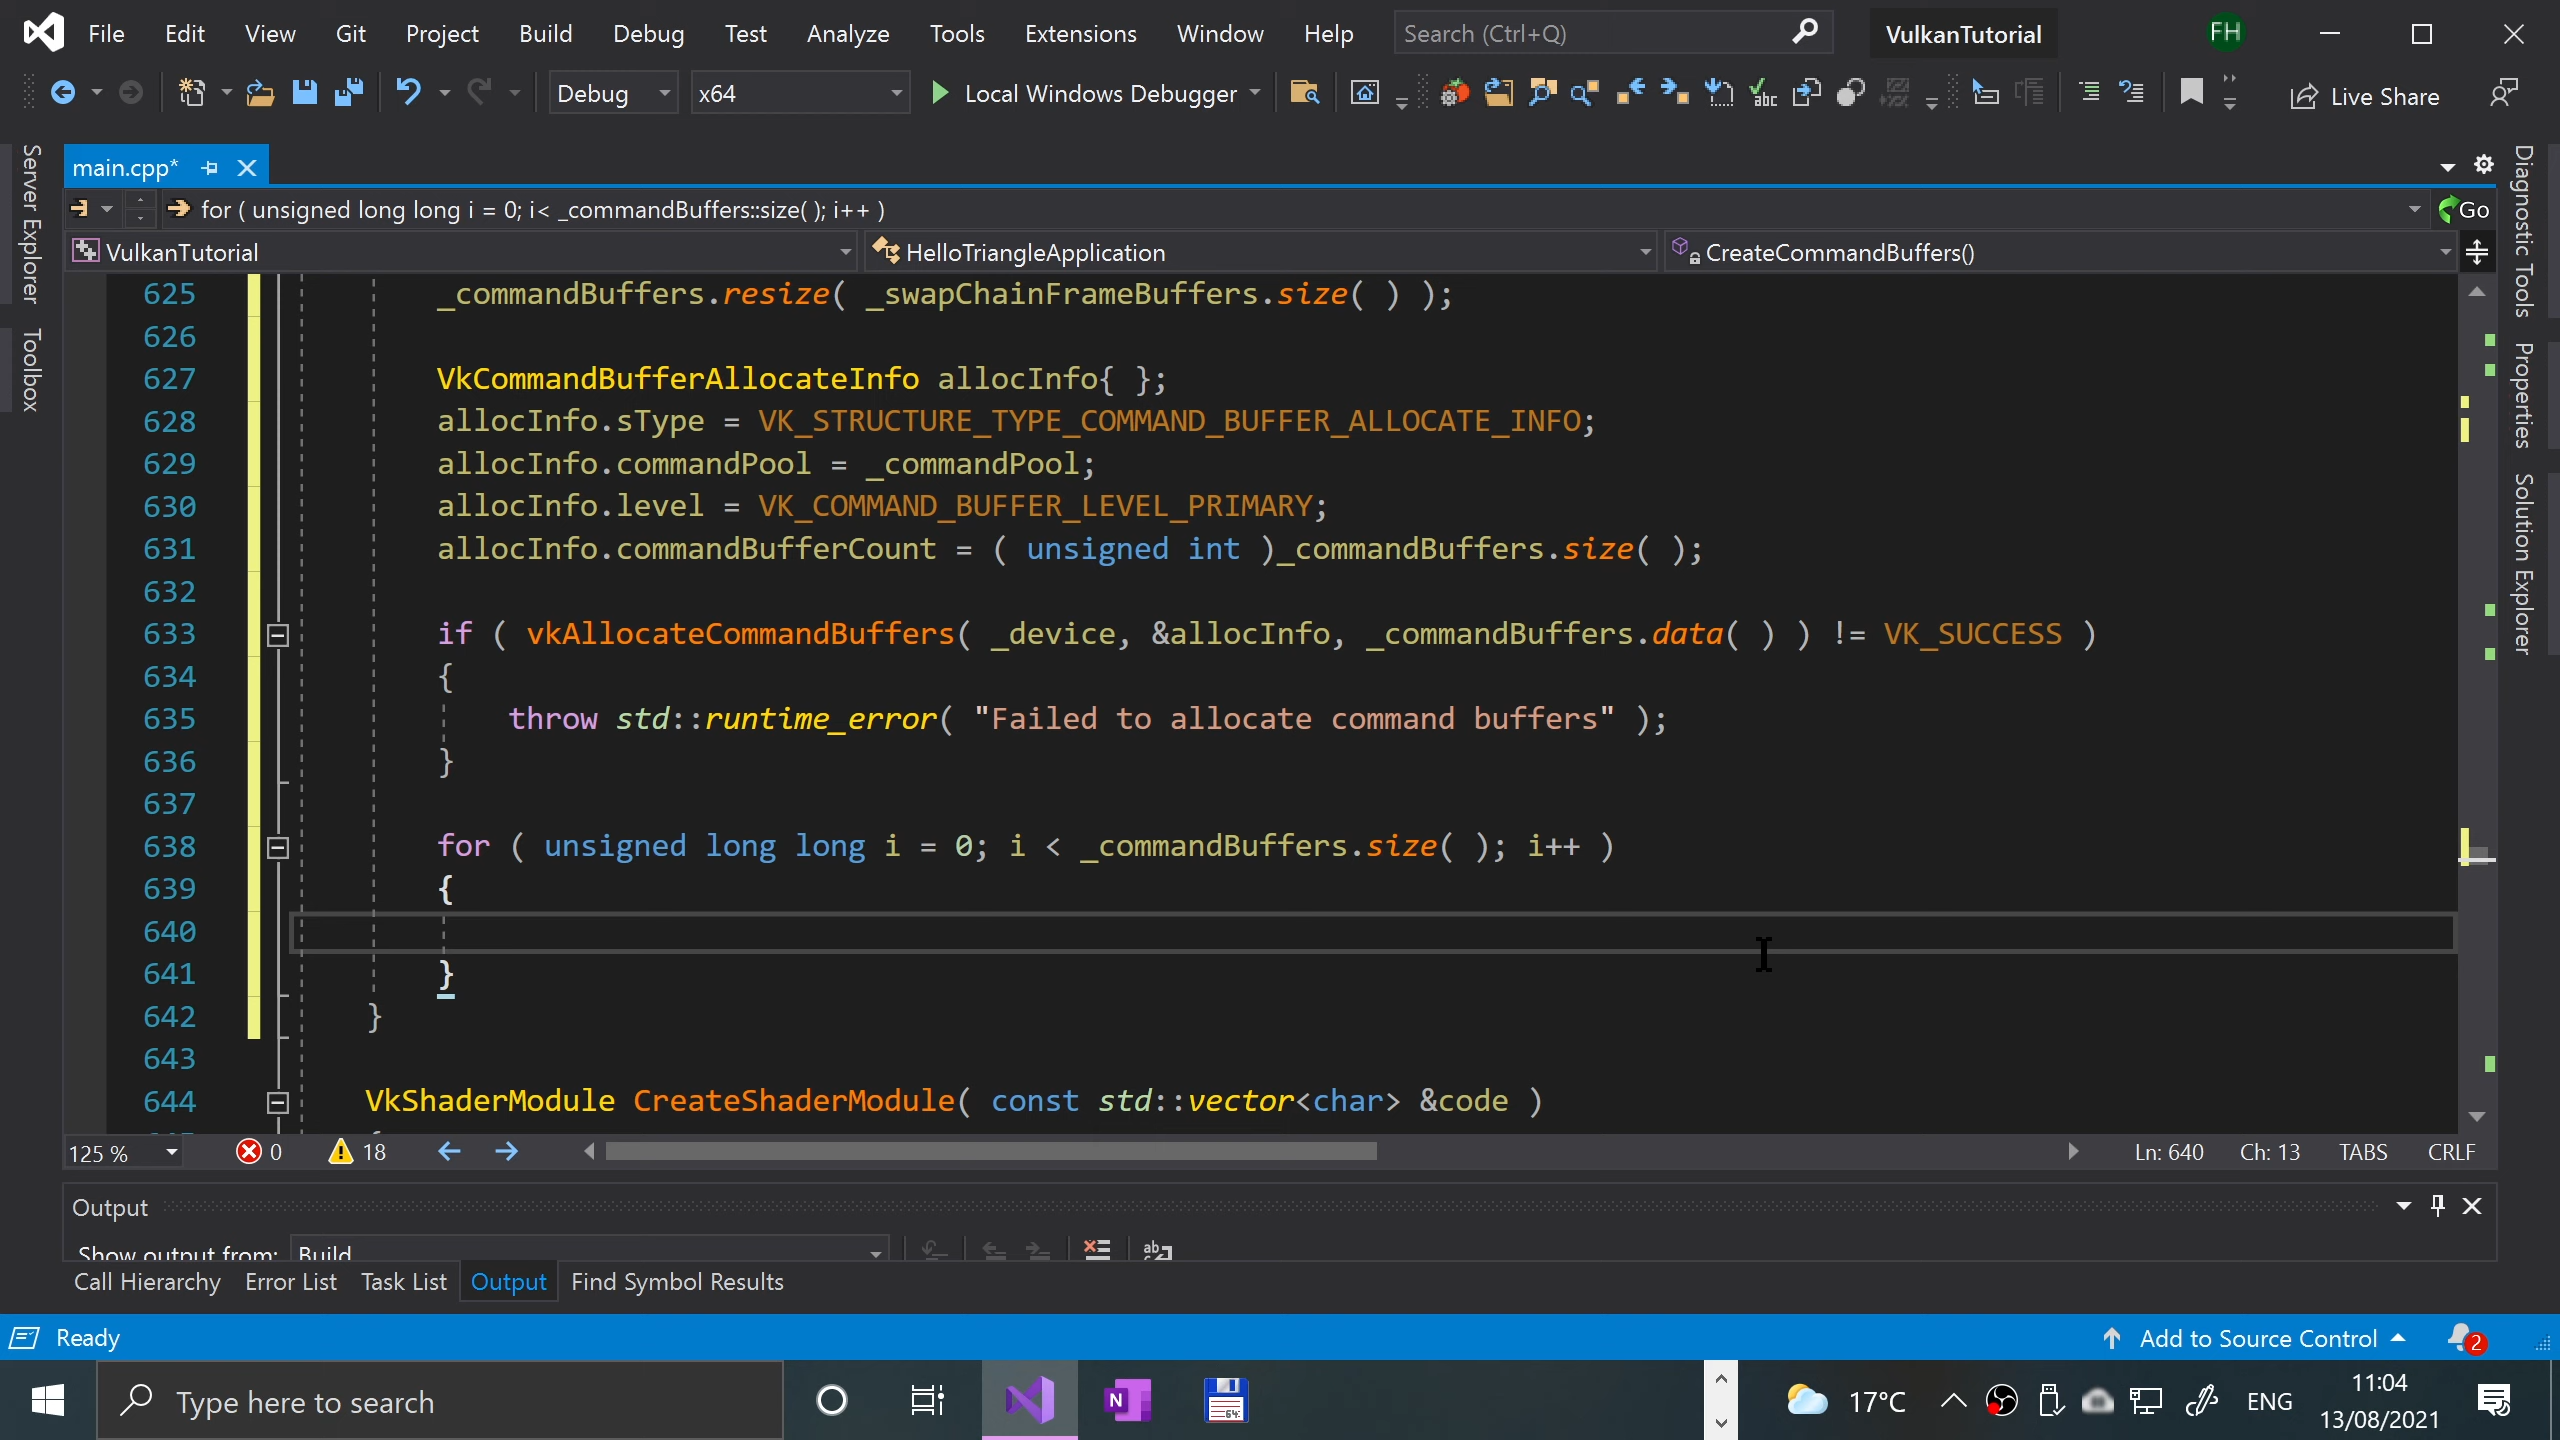 File Edit View Git Project Build Debug Test Analyze Tools Extensions Window Help Search (Ctrl+Q) VulkanTutorial FH
Debug x64 Local Windows Debugger Live Share
Server Explorer
Toolbox
main.cpp*
for ( unsigned long long i = 0; i< _commandBuffers::size( ); i++ ) Go
VulkanTutorial HelloTriangleApplication CreateCommandBuffers()
625 _commandBuffers.resize( _swapChainFrameBuffers.size( ) );
626
627 VkCommandBufferAllocateInfo allocInfo{ };
628 allocInfo.sType = VK_STRUCTURE_TYPE_COMMAND_BUFFER_ALLOCATE_INFO;
629 allocInfo.commandPool = _commandPool;
630 allocInfo.level = VK_COMMAND_BUFFER_LEVEL_PRIMARY;
631 allocInfo.commandBufferCount = ( unsigned int )_commandBuffers.size( );
632
633 if ( vkAllocateCommandBuffers( _device, &allocInfo, _commandBuffers.data( ) ) != VK_SUCCESS )
634 {
635 throw std::runtime_error( "Failed to allocate command buffers" );
636 }
637
638 for ( unsigned long long i = 0; i < _commandBuffers.size( ); i++ )
639 {
640
641 }
642 }
643
644 VkShaderModule CreateShaderModule( const std::vector<char> &code )
Diagnostic Tools
Properties
Solution Explorer
125 % 0 18 Ln: 640 Ch: 13 TABS CRLF
Output
Show output from: Build
Call Hierarchy Error List Task List Output Find Symbol Results
Ready Add to Source Control 2
Type here to search N 64 17°C ENG 11:04
13/08/2021